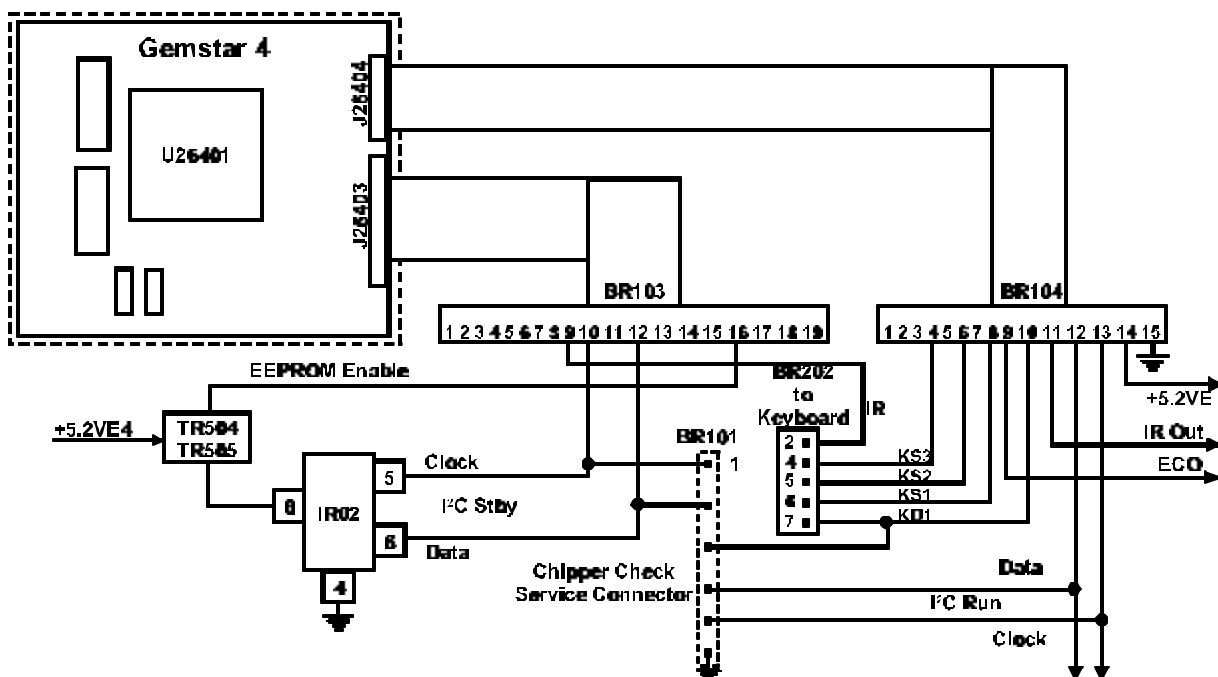 Gemstar 4
J26404
U26401
J26403
BR103
BR104
1 2 3 4 5 6 7 8 9 10 11 12 13 14 15 16 17 18 19
1 2 3 4 5 6 7 8 9 10 11 12 13 14 15
EEPROM Enable
BR202
to
Keyboard
IR
+5.2VE
+5.2VE4
TR504
TR505
IR Out
BR101
1
2
4
5
6
7
KS3
KS2
KS1
KD1
ECO
5
Clock
8
IR02
I²C Stby
6
Data
4
Chipper Check
Service Connector
Data
I²C Run
Clock